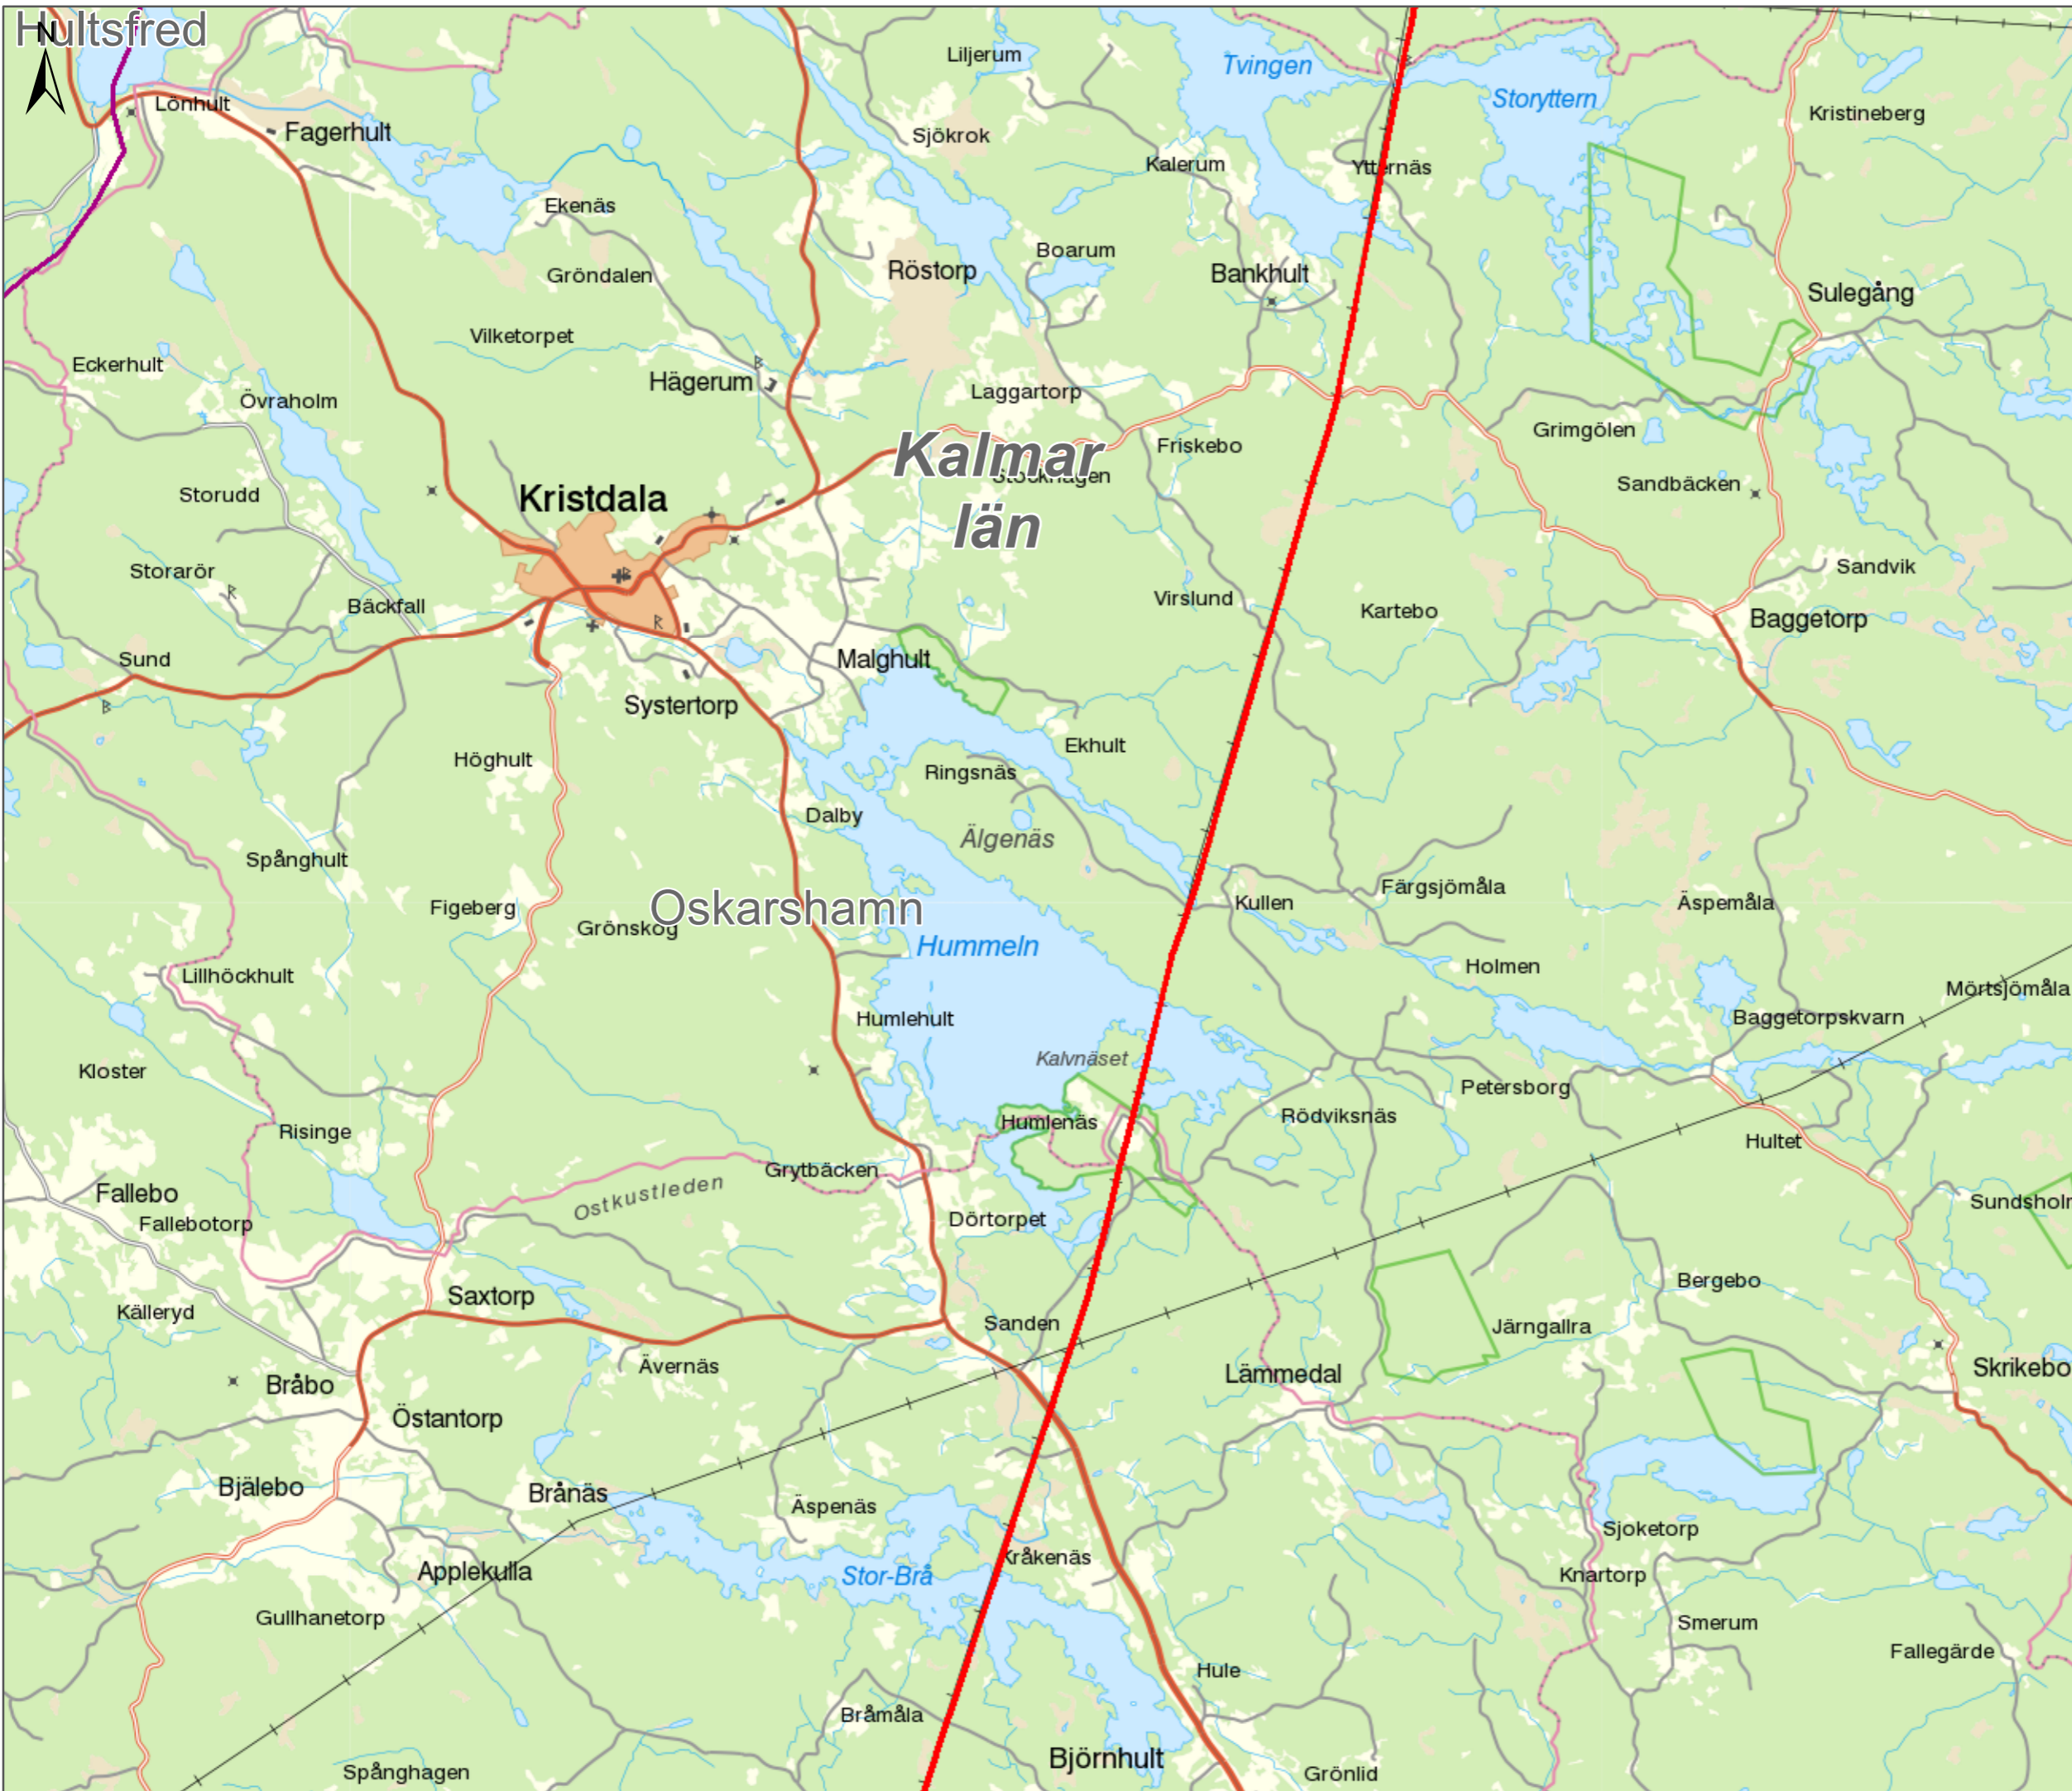 Hultsfred
N
Liljerum
Tvingen
Storyttern
Lönhult
Fagerhult
Sjökrok
Kristineberg
Kalerum
Ytternäs
Ekenäs
Gröndalen
Röstorp
Boarum
Bankhult
Sulegång
Vilketorpet
Eckerhult
Hägerum
Övraholm
Laggartorp
Grimgölen
Kalmar
län
Friskebo
Stockhagen
Sandbäcken
Storudd
Kristdala
Storarör
Sandvik
Bäckfall
Virslund
Kartebo
Baggetorp
Sund
Malghult
Systertorp
Höghult
Ekhult
Ringsnäs
Dalby
Älgenäs
Spånghult
Färgsjömåla
Figeberg
Oskarshamn
Kullen
Äspemåla
Grönskog
Hummeln
Lillhöckhult
Holmen
Mörtsjömåla
Humlehult
Baggetorpskvarn
Kalvnäset
Kloster
Petersborg
Humlenäs
Rödviksnäs
Risinge
Hultet
Grytbäcken
Fallebo
Ostkustleden
Sundsholm
Fallebotorp
Dörtorpet
Bergebo
Saxtorp
Källeryd
Sanden
Järngallra
Ävernäs
Lämmedal
Skrikebo
Bråbo
Östantorp
Bjälebo
Brånäs
Äspenäs
Sjoketorp
Kråkenäs
Applekulla
Stor-Brå
Knartorp
Gullhanetorp
Smerum
Fallegärde
Hule
Bråmåla
Björnhult
Spånghagen
Grönlid